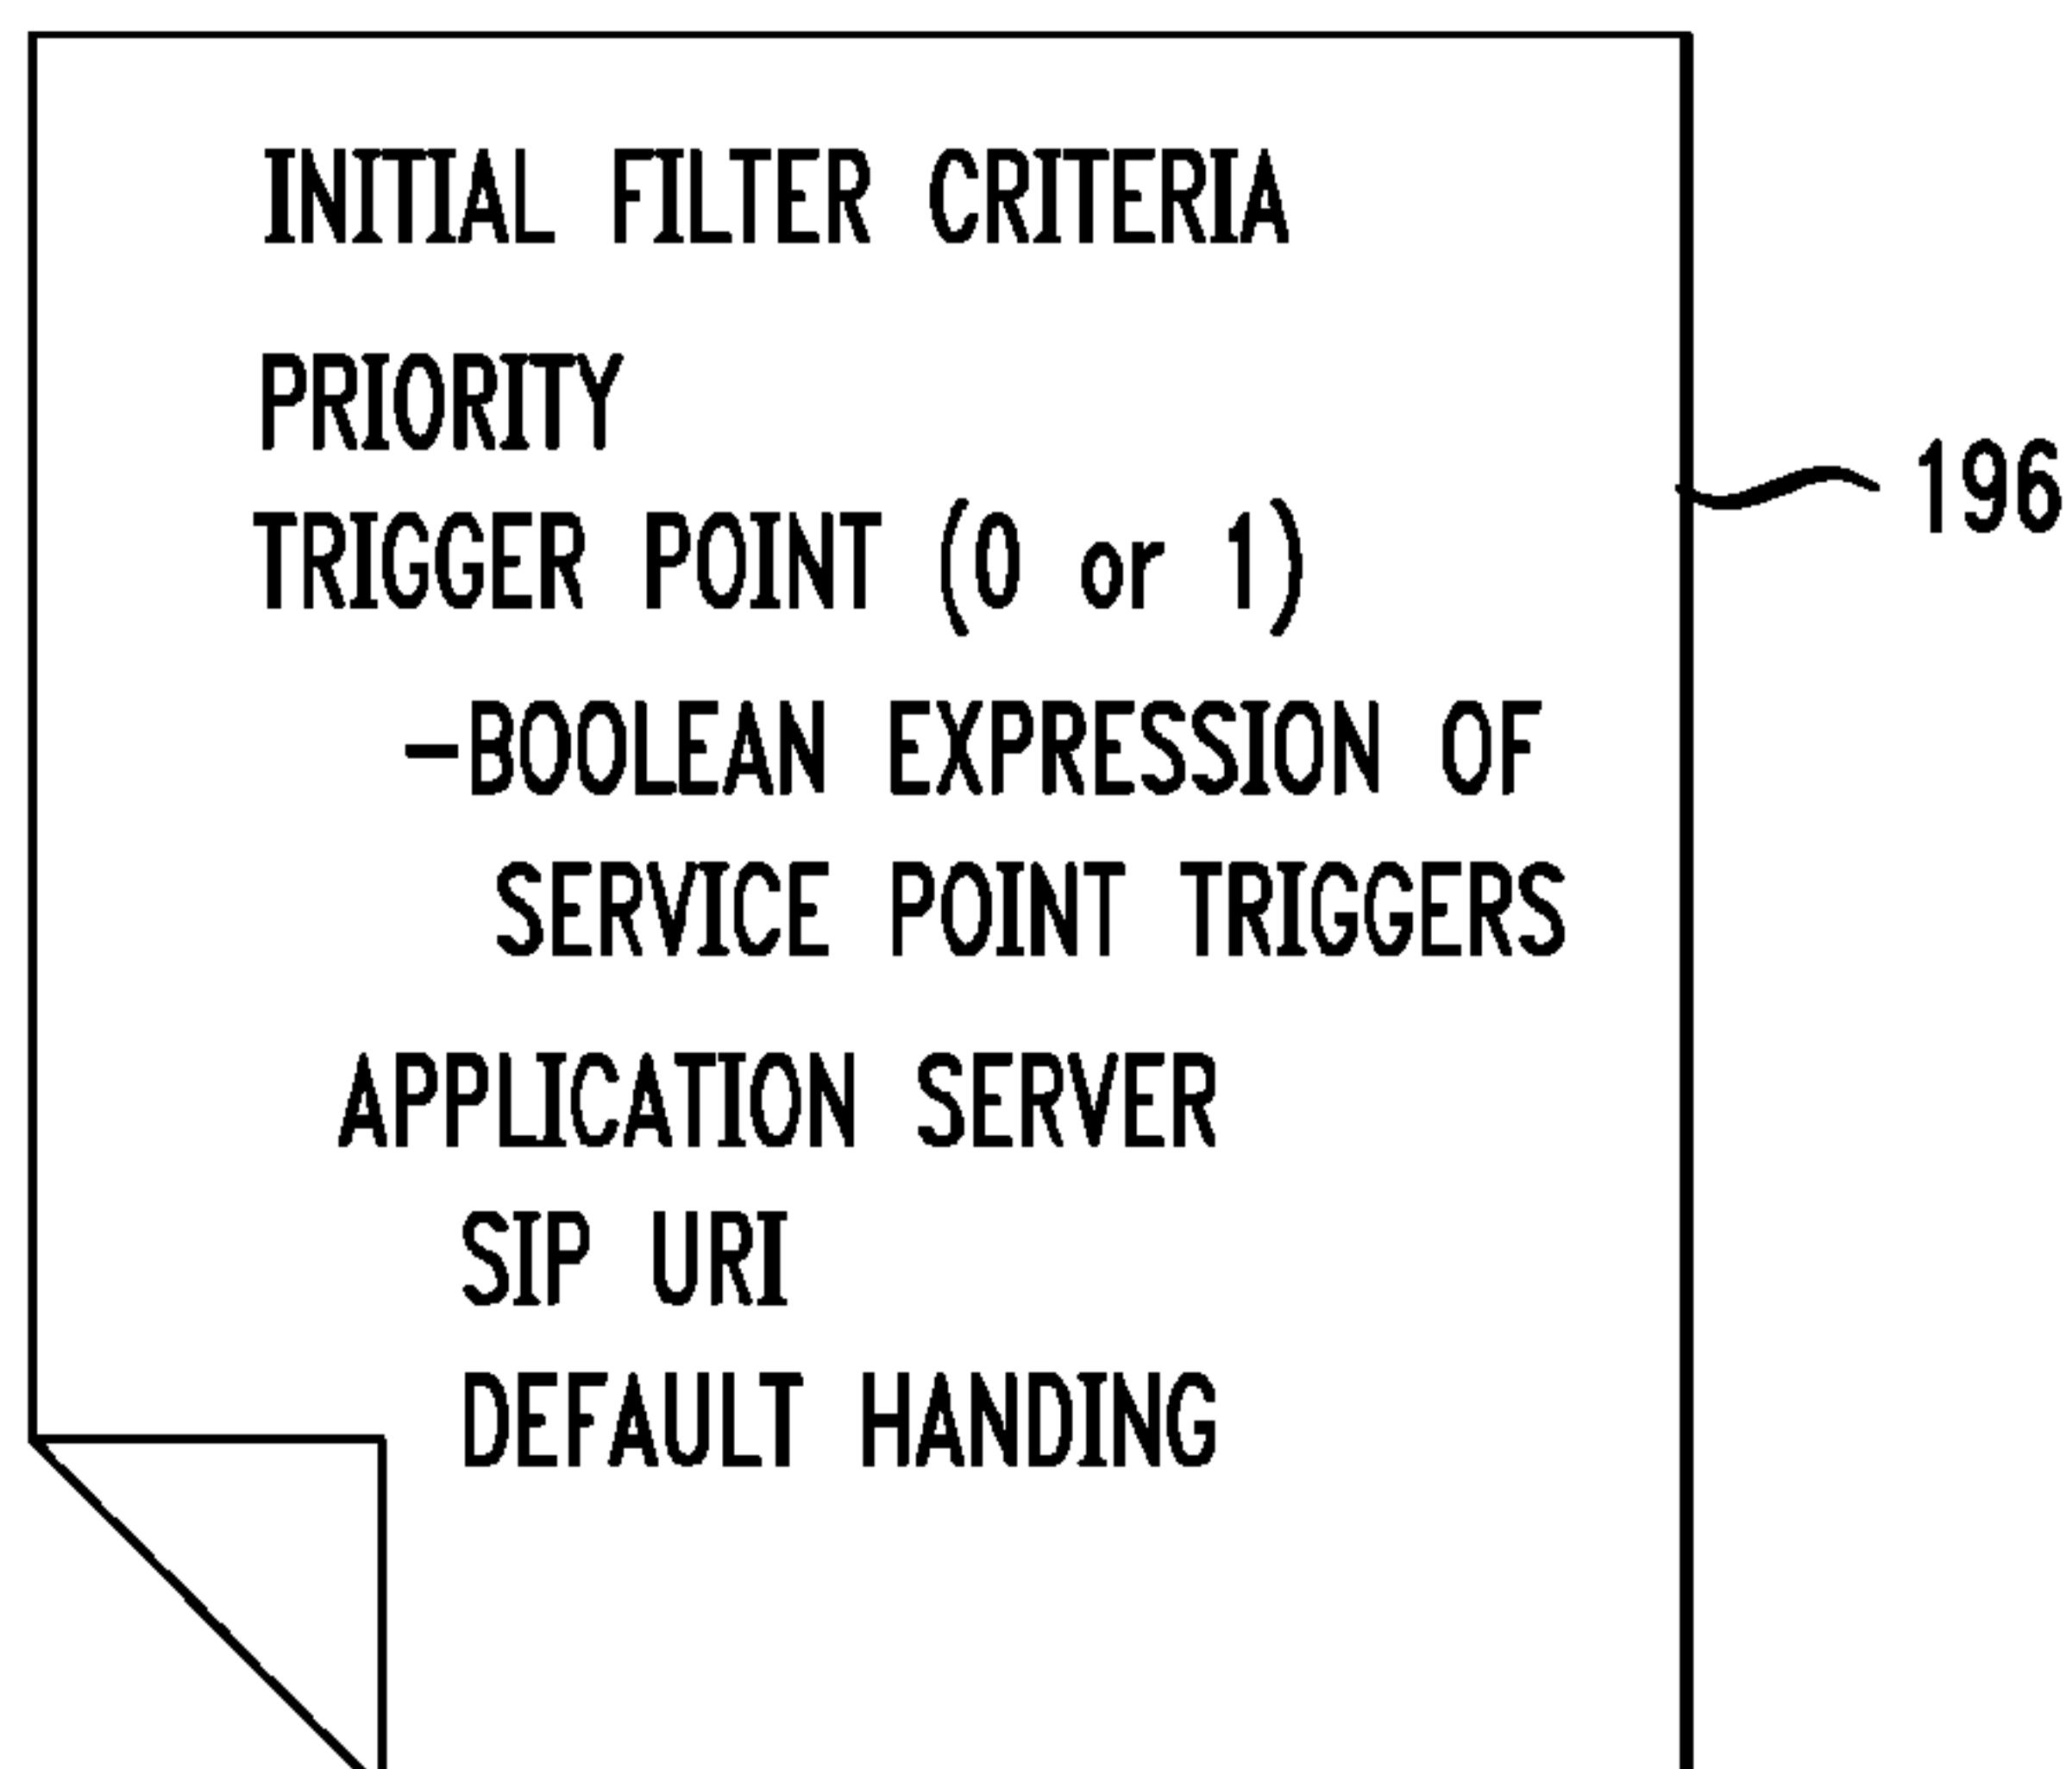 INITIAL FILTER CRITERIA
PRIORITY
196
TRIGGER POINT (0 or 1)
-BOOLEAN EXPRESSION OF
SERVICE POINT TRIGGERS
APPLICATION SERVER
SIP URI
DEFAULT HANDING